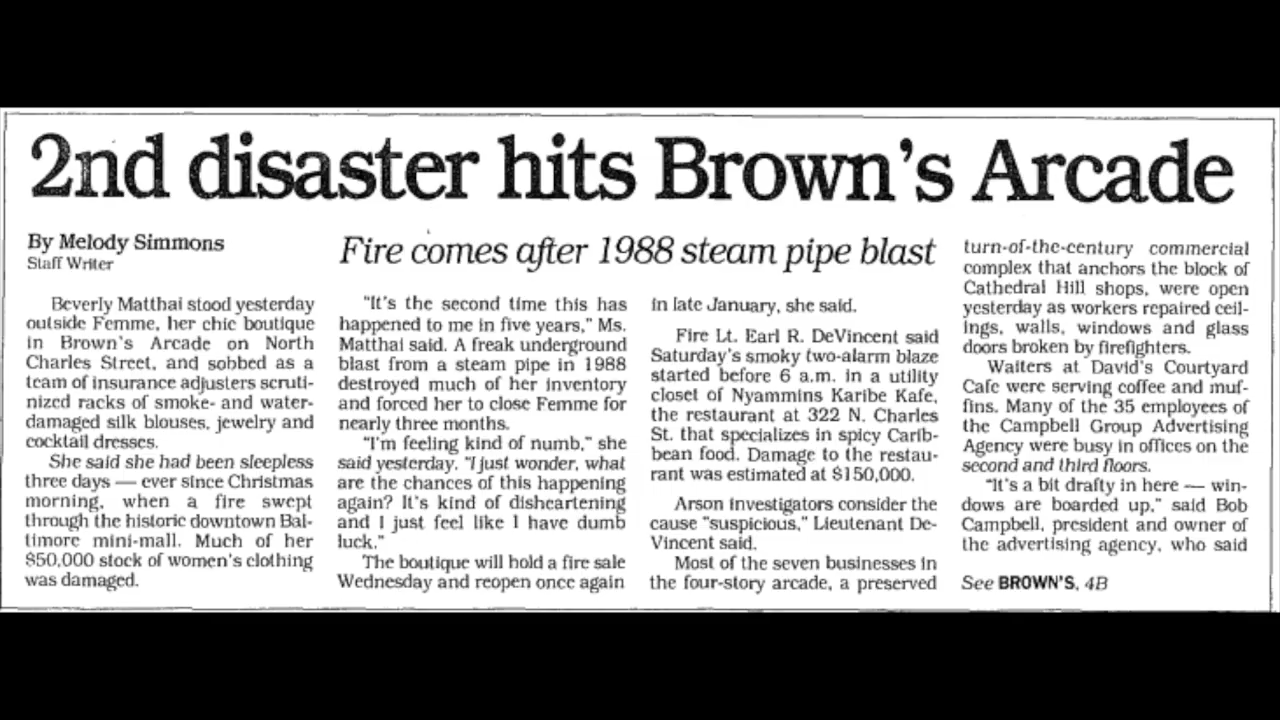 2nd disaster hits Brown's Arcade
By Melody Simmons
Staff Writer
Fire comes after 1988 steam pipe blast
Beverly Matthai stood yesterday
outside Femme, her chic boutique
in Brown's Arcade on North
Charles Street, and sobbed as a
team of insurance adjusters scruti-
nized racks of smoke- and water-
damaged silk blouses, jewelry and
cocktail dresses.
She said she had been sleepless
three days — ever since Christmas
morning, when a fire swept
through the historic downtown Bal-
timore mini-mall. Much of her
$50,000 stock of women's clothing
was damaged.
"It's the second time this has
happened to me in five years," Ms.
Matthai said. A freak underground
blast from a steam pipe in 1988
destroyed much of her inventory
and forced her to close Femme for
nearly three months.
"I'm feeling kind of numb," she
said yesterday. "I just wonder, what
are the chances of this happening
again? It's kind of disheartening
and I just feel like I have dumb
luck."
The boutique will hold a fire sale
Wednesday and reopen once again
in late January, she said.
Fire Lt. Earl R. DeVincent said
Saturday's smoky two-alarm blaze
started before 6 a.m. in a utility
closet of Nyammins Karibe Kafe,
the restaurant at 322 N. Charles
St. that specializes in spicy Carib-
bean food. Damage to the restau-
rant was estimated at $150,000.
Arson investigators consider the
cause "suspicious," Lieutenant De-
Vincent said.
Most of the seven businesses in
the four-story arcade, a preserved
turn-of-the-century commercial
complex that anchors the block of
Cathedral Hill shops, were open
yesterday as workers repaired ceil-
ings, walls, windows and glass
doors broken by firefighters.
Waiters at David's Courtyard
Cafe were serving coffee and muf-
fins. Many of the 35 employees of
the Campbell Group Advertising
Agency were busy in offices on the
second and third floors.
"It's a bit drafty in here — win-
dows are boarded up," said Bob
Campbell, president and owner of
the advertising agency, who said
See BROWN'S, 4B